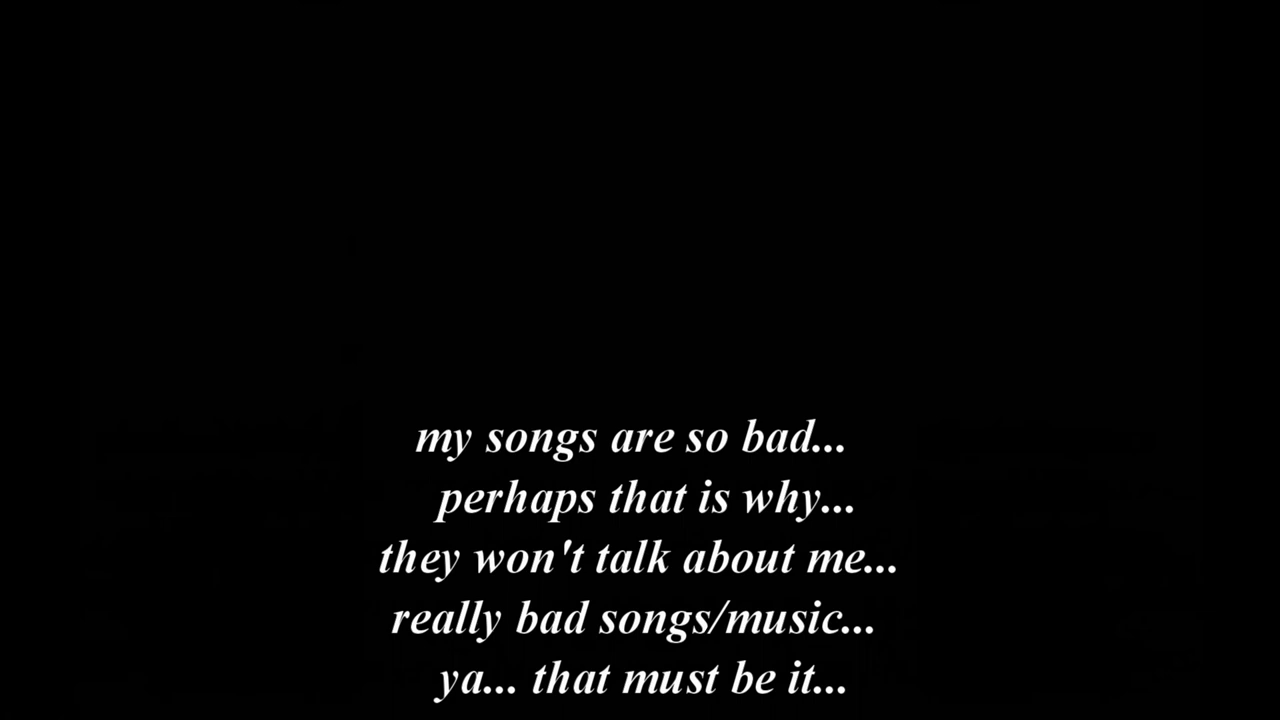 my songs are so bad...
perhaps that is why...
they won't talk about me...
really bad songs/music...
ya... that must be it...